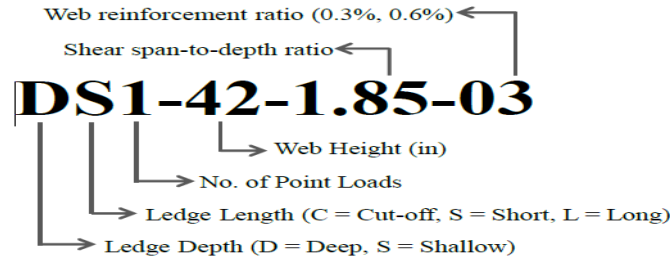 Web reinforcement ratio (0.3%, 0.6%)
Shear span-to-depth ratio
DS1-42-1.85-03
Web Height (in)
No. of Point Loads
Ledge Length (C = Cut-off, S = Short, L = Long)
Ledge Depth (D = Deep, S = Shallow)